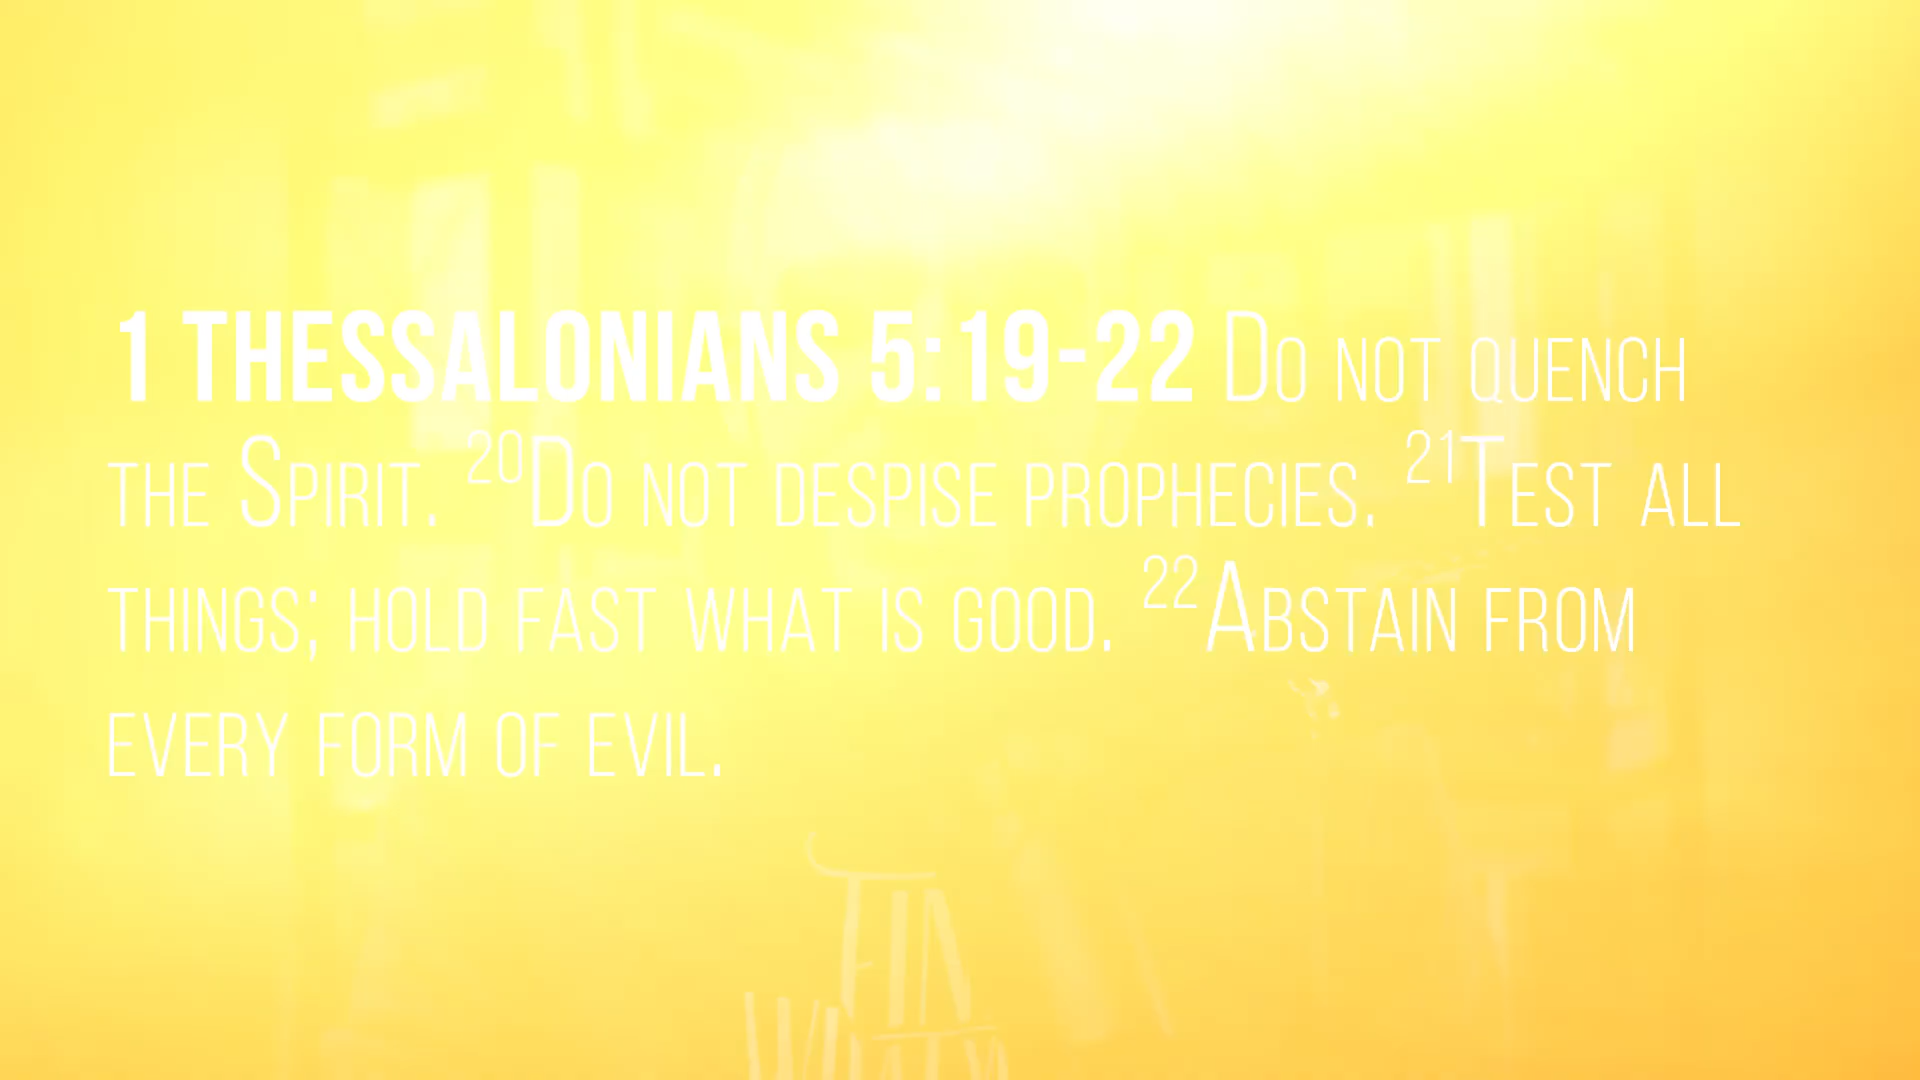 1 THESSALONIANS 5:19-22 DO NOT QUENCH
THE SPIRIT. 20DO NOT DESPISE PROPHECIES. 21TEST ALL
THINGS; HOLD FAST WHAT IS GOOD. 22ABSTAIN FROM
EVERY FORM OF EVIL.